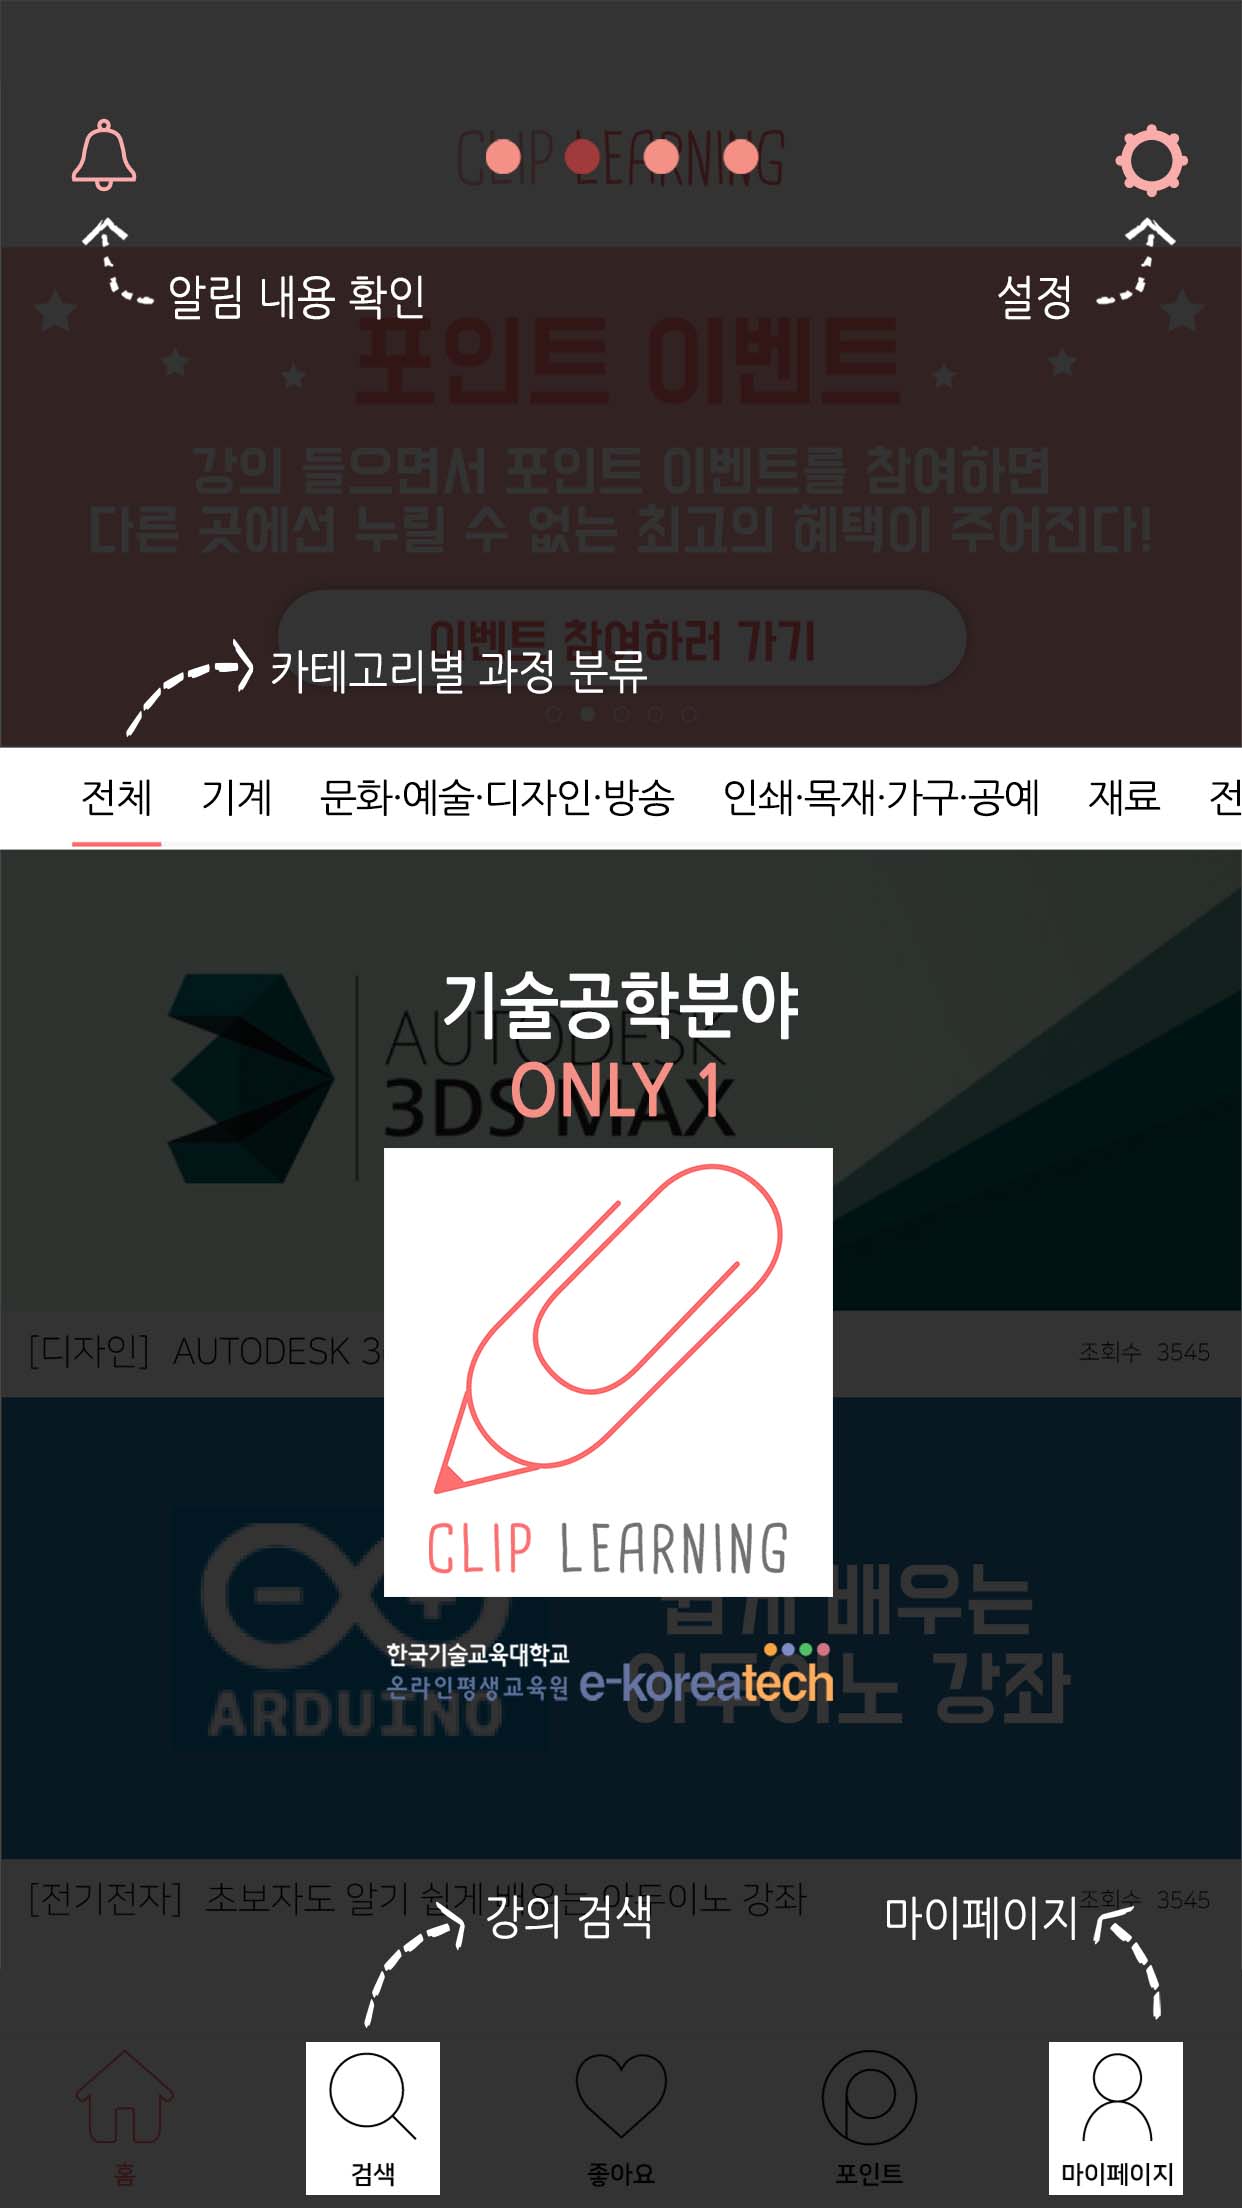 CLIP LEARNING
알림 내용 확인
설정
포인트 이벤트
강의 들으면서 포인트 이벤트를 참여하면
다른 곳에선 누릴 수 없는 최고의 혜택이 주어진다!
이벤트 참여하러 가기
카테고리별 과정 분류
전체 기계 문화·예술·디자인·방송 인쇄·목재·가구·공예 재료 전
기술공학분야
AUTODESK
ONLY 1
3DS MAX
[디자인] AUTODESK 3
조회수 3545
CLIP LEARNING
쉽게 배우는
한국기술교육대학교
온라인평생교육원 e-koreatech
아두이노 강좌
ARDUINO
[전기전자] 초보자도 알기 쉽게 배우는 아두이노 강좌
조회수 3545
강의 검색
마이페이지
홈 검색 좋아요 포인트 마이페이지